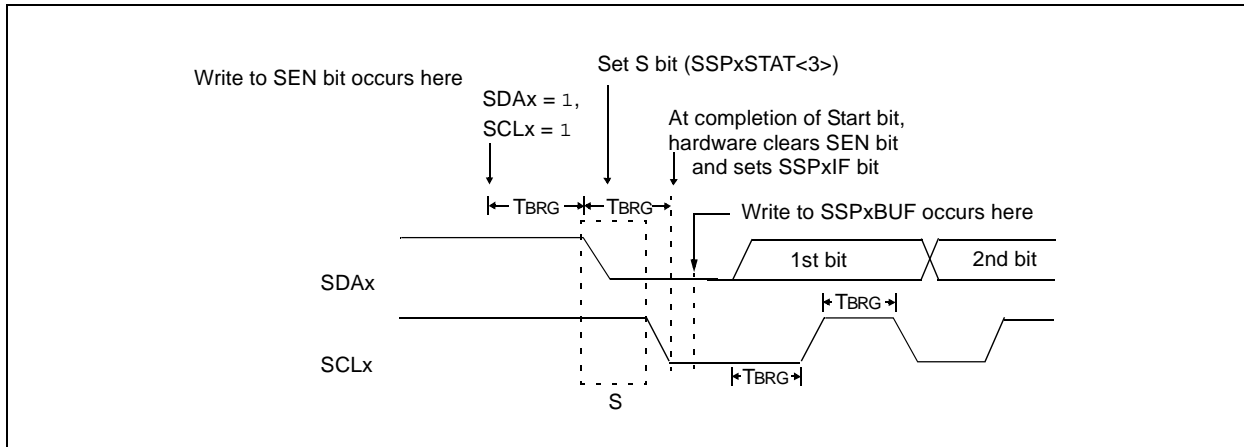 Write to SEN bit occurs here
Set S bit (SSPxSTAT<3>)
SDAx = 1,
SCLx = 1
At completion of Start bit,
hardware clears SEN bit
and sets SSPxIF bit
TBRG
TBRG
Write to SSPxBUF occurs here
SDAx
1st bit
2nd bit
TBRG
SCLx
TBRG
S